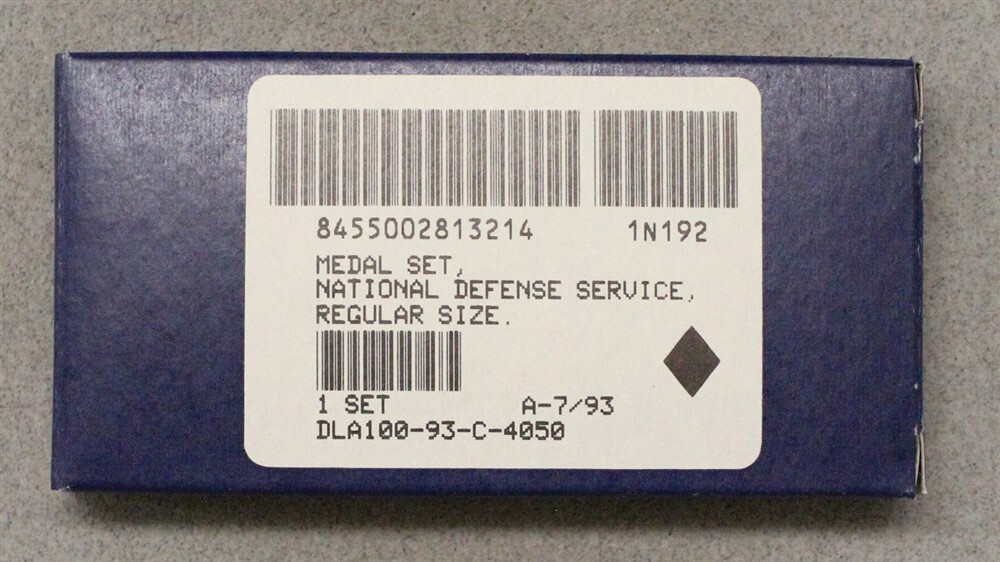 8455002813214 1N192
MEDAL SET,
NATIONAL DEFENSE SERVICE,
REGULAR SIZE.
1 SET A-7/93
DLA100-93-C-4050